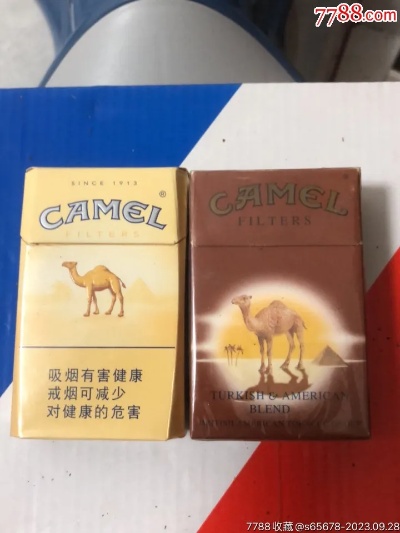 7788.com
SINCE 1913
CAMEL®
FILTERS
吸烟有害健康
戒烟可减少
对健康的危害
CAMEL®
FILTERS
TURKISH & AMERICAN
BLEND
7788收藏@s65678-2023.09.28